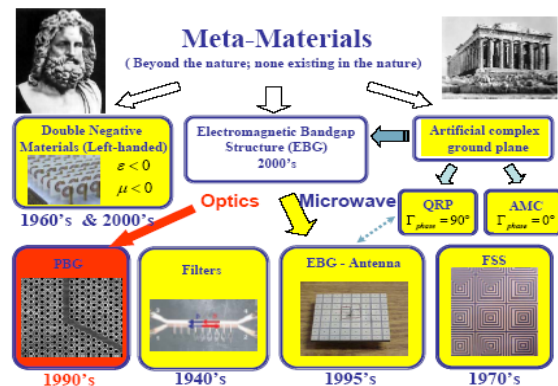 Meta-Materials
( Beyond the nature; none existing in the nature)
Double Negative
Materials (Left-handed)
ε < 0
μ < 0
1960's & 2000's
Electromagnetic Bandgap
Structure (EBG)
2000's
Artificial complex
ground plane
Optics
Microwave
QRP
Γphase = 90°
AMC
Γphase = 0°
PBG
1990's
Filters
1940's
EBG - Antenna
1995's
FSS
1970's